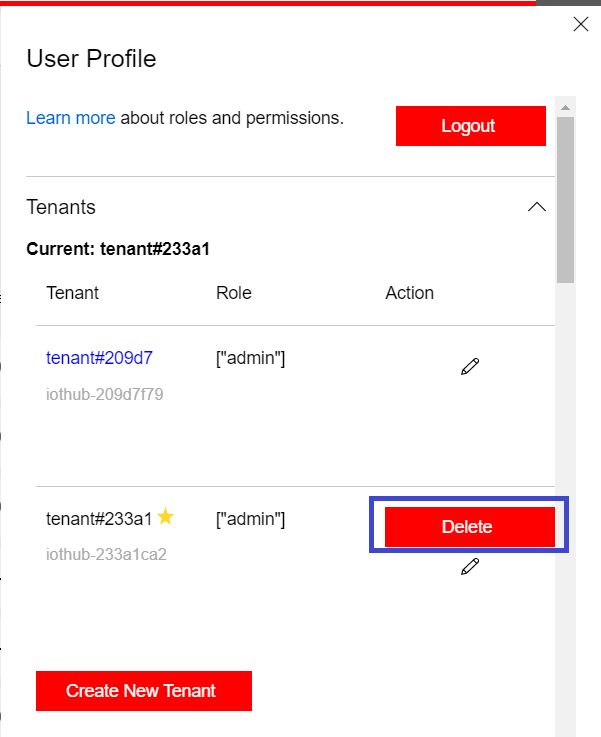 User Profile
Learn more about roles and permissions.
Logout
Tenants
Current: tenant#233a1
Tenant Role Action
tenant#209d7 ["admin"]
iothub-209d7f79
tenant#233a1 ["admin"] Delete
iothub-233a1ca2
Create New Tenant